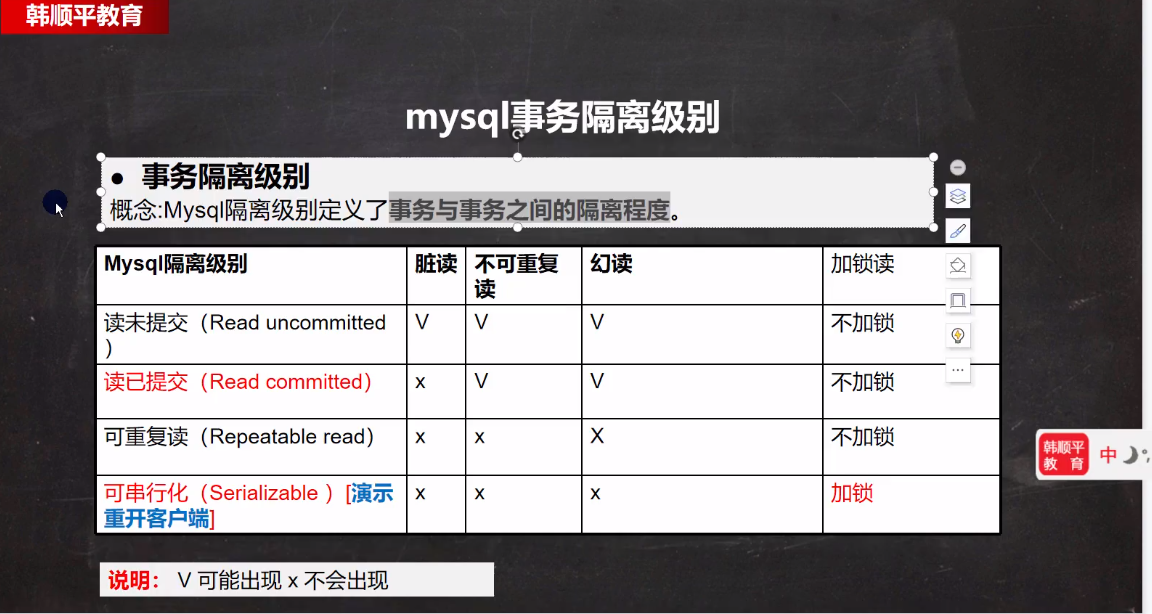 韩顺平教育
mysql事务隔离级别
● 事务隔离级别
概念:Mysql隔离级别定义了事务与事务之间的隔离程度。
Mysql隔离级别 脏读 不可重复 幻读 加锁读
读
读未提交（Read uncommitted V V V 不加锁
）
读已提交（Read committed） x V V 不加锁
可重复读（Repeatable read） x x X 不加锁
可串行化（Serializable ）[演示 x x x 加锁
重开客户端]
韩顺平
教 育
中
说明： V 可能出现 x 不会出现